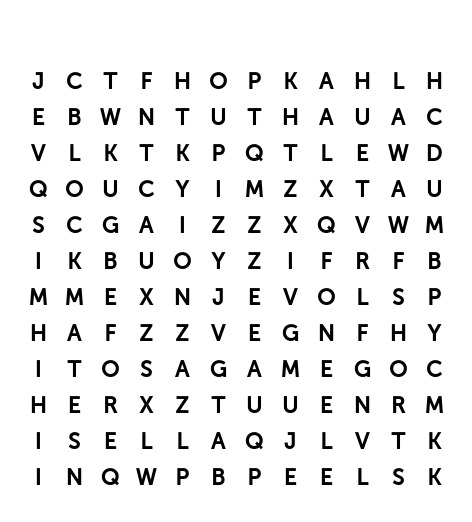 J C T F H O P K A H L H
E B W N T U T H A U A C
V L K T K P Q T L E W D
Q O U C Y I M Z X T A U
S C G A I Z Z X Q V W M
I K B U O Y Z I F R F B
M M E X N J E V O L S P
H A F Z Z V E G N F H Y
I T O S A G A M E G O C
H E R X Z T U U E N R M
I S E L L A Q J L V T K
I N Q W P B P E E L S K